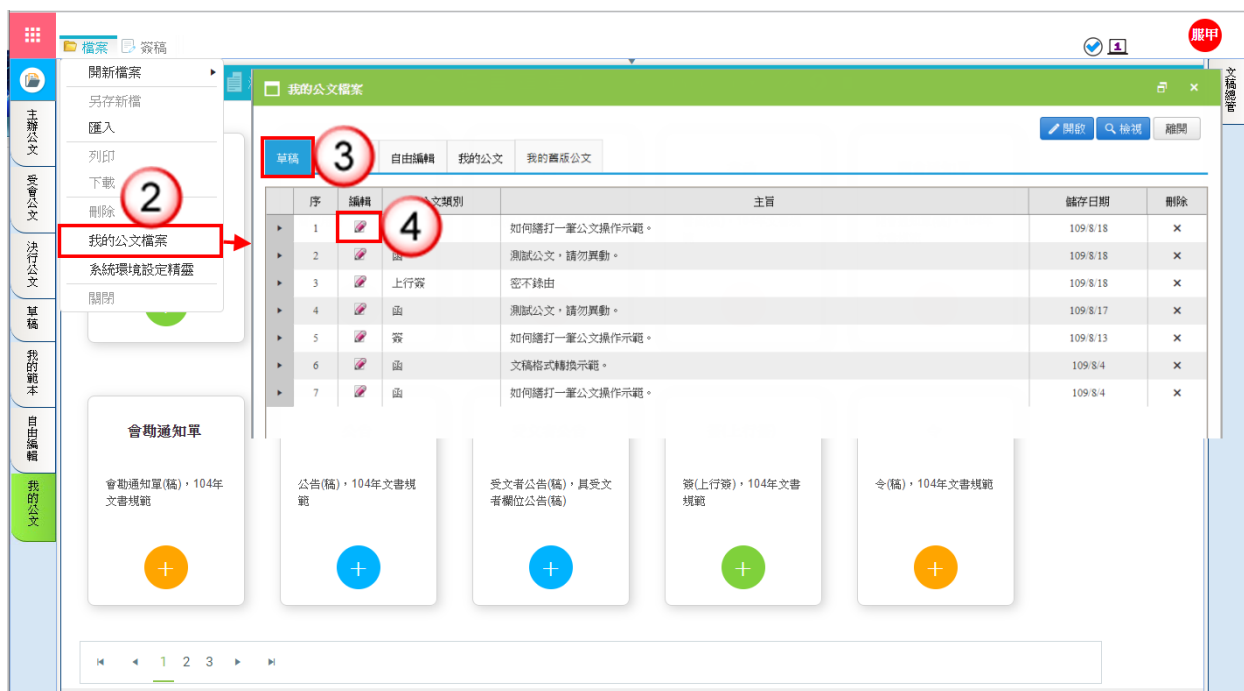 檔案 簽稿
1
服甲
開新檔案
另存新檔
匯入
列印
下載
刪除
2
我的公文檔案
系統環境設定精靈
關閉
主辦公文
受會公文
決行公文
草稿
我的範本
自由編輯
我的公文
文稿總管
我的公文檔案
開啟 檢視 離開
草稿 3 自由編輯 我的公文 我的舊版公文
序 編輯 文類別 主旨 儲存日期 刪除
1 4 如何繕打一筆公文操作示範。 109/8/18 ×
2 函 測試公文,請勿異動。 109/8/18 ×
3 上行簽 密不錄由 109/8/18 ×
4 函 測試公文,請勿異動。 109/8/17 ×
5 簽 如何繕打一筆公文操作示範。 109/8/13 ×
6 函 文稿格式轉換示範。 109/8/4 ×
7 函 如何繕打一筆公文操作示範。 109/8/4 ×
會勘通知單
會勘通知單(稿),104年
文書規範
公告(稿),104年文書規
範
受文者公告(稿),具受文
者欄位公告(稿)
簽(上行簽),104年文書
規範
令(稿),104年文書規範
1 2 3